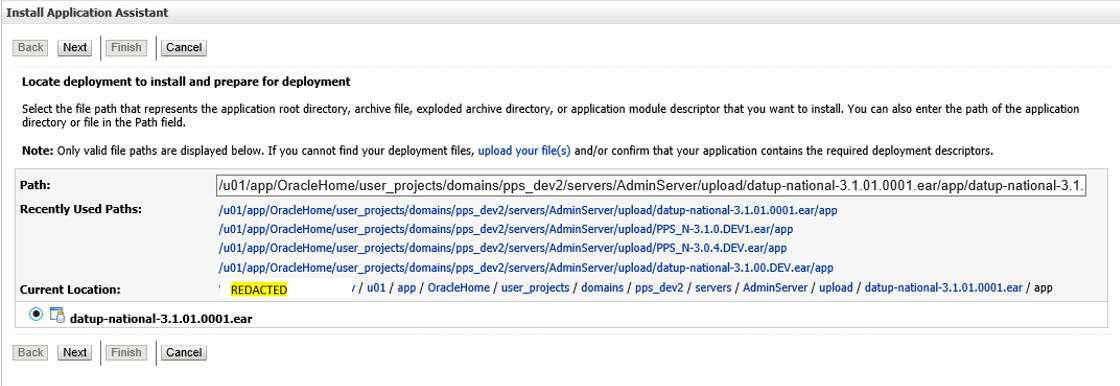 Install Application Assistant
Back Next Finish Cancel
Locate deployment to install and prepare for deployment
Select the file path that represents the application root directory, archive file, exploded archive directory, or application module descriptor that you want to install. You can also enter the path of the application
directory or file in the Path field.
Note: Only valid file paths are displayed below. If you cannot find your deployment files, upload your file(s) and/or confirm that your application contains the required deployment descriptors.
Path: /u01/app/OracleHome/user_projects/domains/pps_dev2/servers/AdminServer/upload/datup-national-3.1.01.0001.ear/app/datup-national-3.1.
Recently Used Paths: /u01/app/OracleHome/user_projects/domains/pps_dev2/servers/AdminServer/upload/datup-national-3.1.01.0001.ear/app
/u01/app/OracleHome/user_projects/domains/pps_dev2/servers/AdminServer/upload/PPS_N-3.1.0.DEV1.ear/app
/u01/app/OracleHome/user_projects/domains/pps_dev2/servers/AdminServer/upload/PPS_N-3.0.4.DEV.ear/app
/u01/app/OracleHome/user_projects/domains/pps_dev2/servers/AdminServer/upload/datup-national-3.1.00.DEV.ear/app
Current Location: REDACTED / u01 / app / OracleHome / user_projects / domains / pps_dev2 / servers / AdminServer / upload / datup-national-3.1.01.0001.ear / app
datup-national-3.1.01.0001.ear
Back Next Finish Cancel